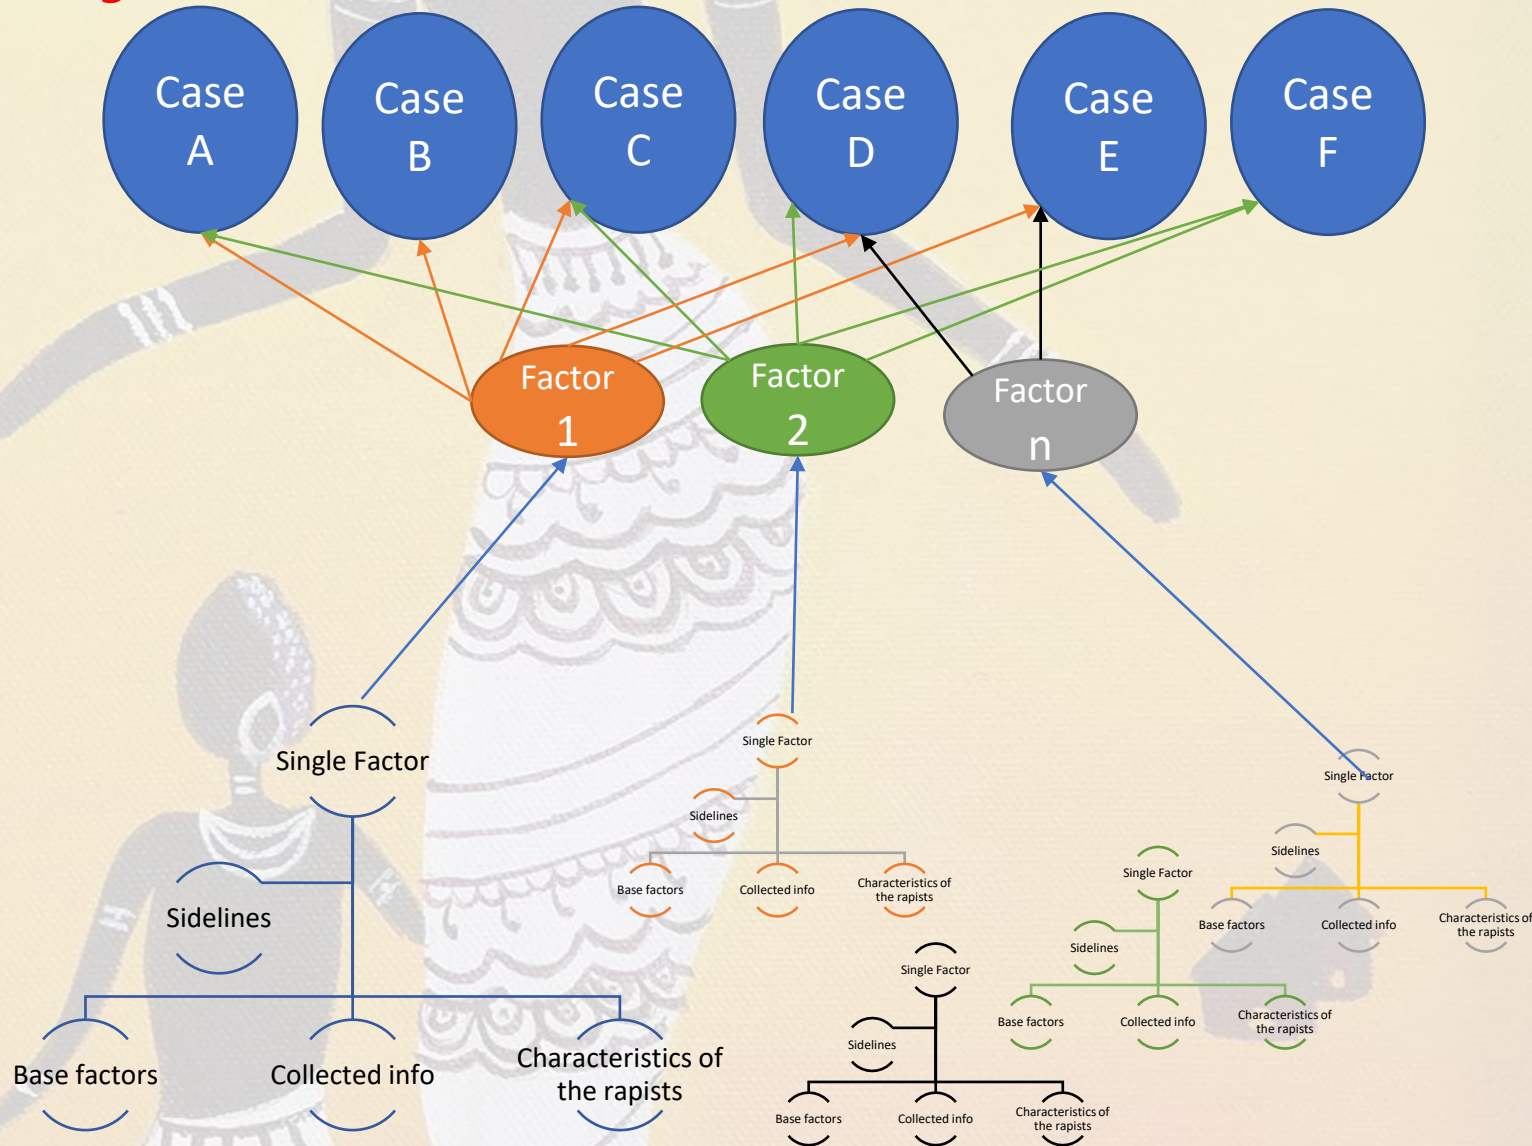 Case
A
Case
B
Case
C
Case
D
Case
E
Case
F
Factor
1
Factor
2
Factor
n
Single Factor
Sidelines
Base factors
Collected info
Characteristics of
the rapists
Single Factor
Sidelines
Base factors
Collected info
Characteristics of
the rapists
Single Factor
Sidelines
Base factors
Collected info
Characteristics of
the rapists
Single Factor
Sidelines
Base factors
Collected info
Characteristics of
the rapists
Single Factor
Sidelines
Base factors
Collected info
Characteristics of
the rapists